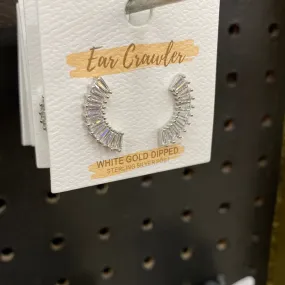 Ear Crawler
WHITE GOLD DIPPED
STERLING SILVER POST